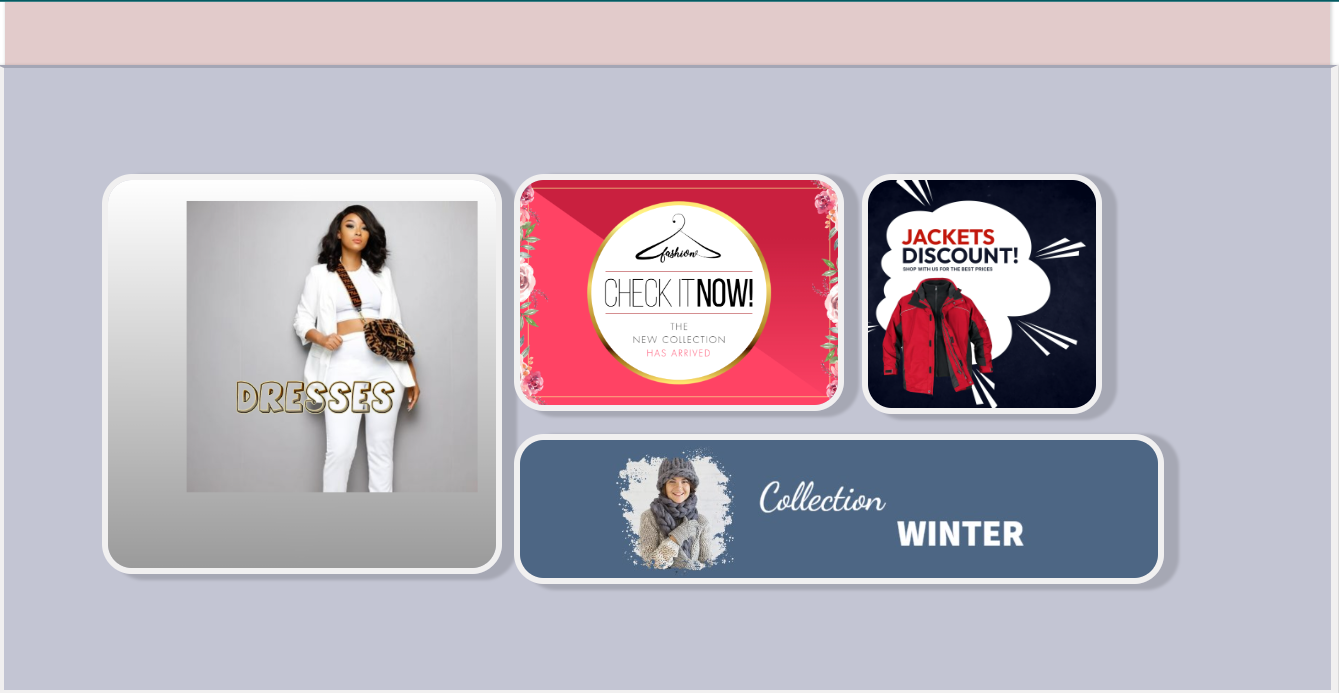 DRESSES
fashion
CHECK IT NOW!
THE
NEW COLLECTION
HAS ARRIVED
JACKETS
DISCOUNT!
SHOP WITH US FOR THE BEST PRICES
Collection
WINTER